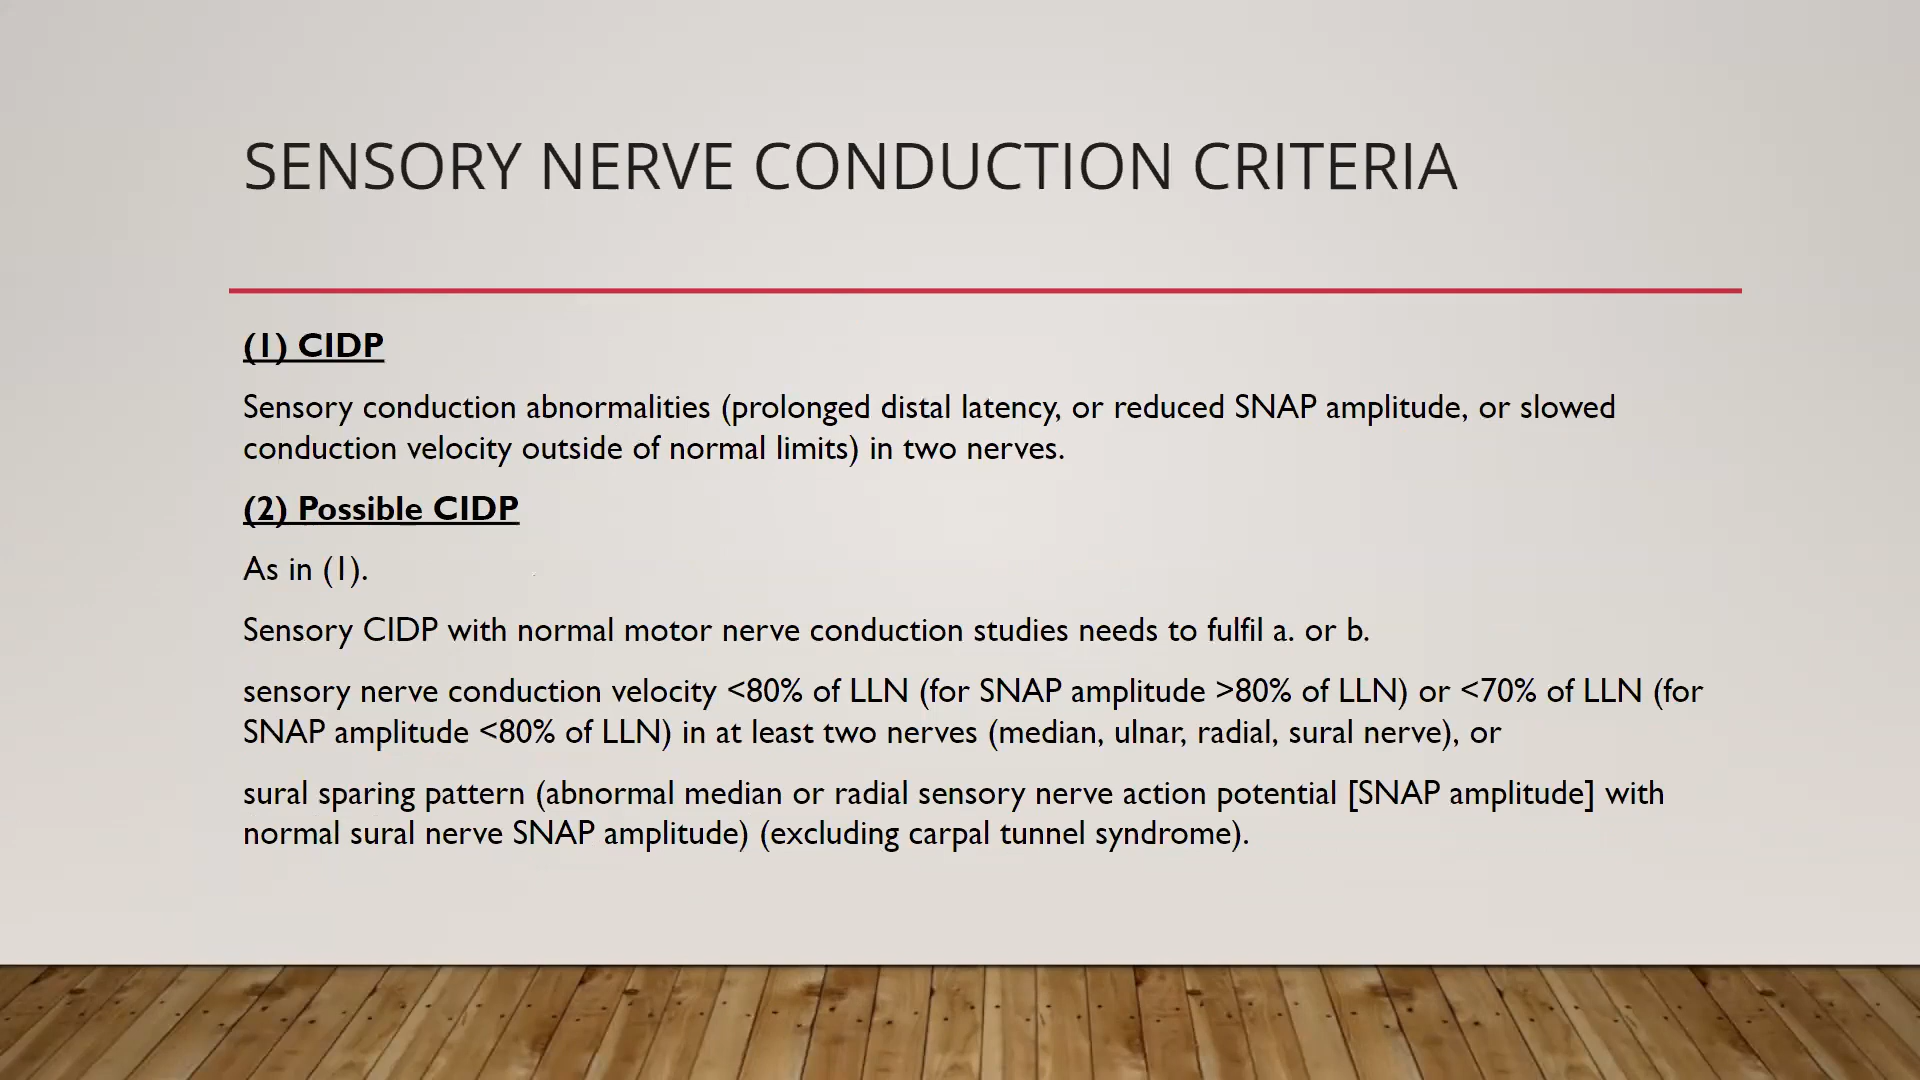 SENSORY NERVE CONDUCTION CRITERIA
(1) CIDP
Sensory conduction abnormalities (prolonged distal latency, or reduced SNAP amplitude, or slowed
conduction velocity outside of normal limits) in two nerves.
(2) Possible CIDP
As in (1).
Sensory CIDP with normal motor nerve conduction studies needs to fulfil a. or b.
sensory nerve conduction velocity <80% of LLN (for SNAP amplitude >80% of LLN) or <70% of LLN (for
SNAP amplitude <80% of LLN) in at least two nerves (median, ulnar, radial, sural nerve), or
sural sparing pattern (abnormal median or radial sensory nerve action potential [SNAP amplitude] with
normal sural nerve SNAP amplitude) (excluding carpal tunnel syndrome).